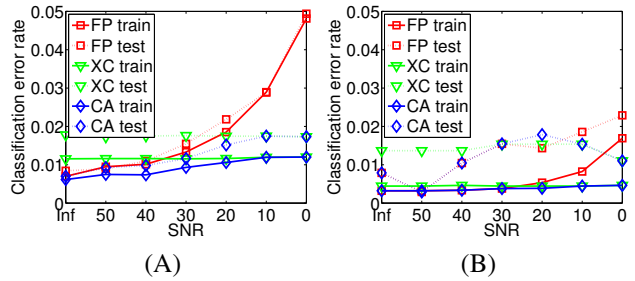 Classification error rate
0.05
0.04
0.03
0.02
0.01
0
FP train
FP test
XC train
XC test
CA train
CA test
Inf 50 40 30 20 10 0
SNR
(A)
Classification error rate
0.05
0.04
0.03
0.02
0.01
0
FP train
FP test
XC train
XC test
CA train
CA test
Inf 50 40 30 20 10 0
SNR
(B)